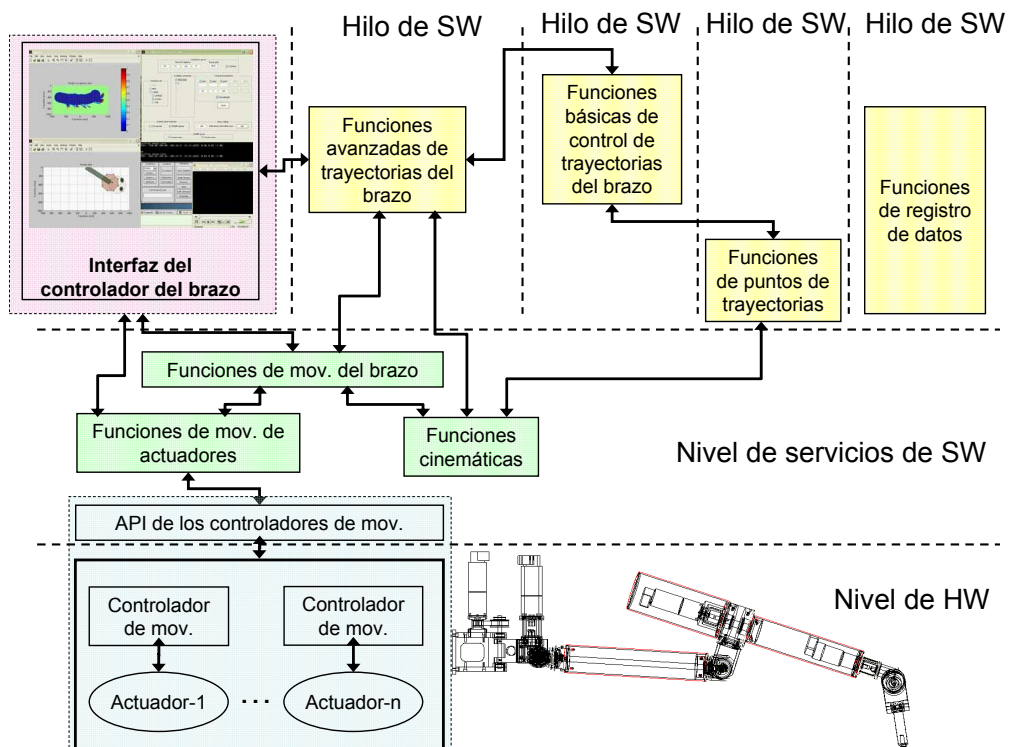 Hilo de SW
Hilo de SW
Hilo de SW
Hilo de SW
Interfaz del
controlador del brazo
Funciones
avanzadas de
trayectorias del
brazo
Funciones
básicas de
control de
trayectorias
del brazo
Funciones
de puntos de
trayectorias
Funciones
de registro
de datos
Funciones de mov. del brazo
Funciones de mov. de
actuadores
Funciones
cinemáticas
Nivel de servicios de SW
API de los controladores de mov.
Nivel de HW
Controlador
de mov.
Controlador
de mov.
Actuador-1
...
Actuador-n